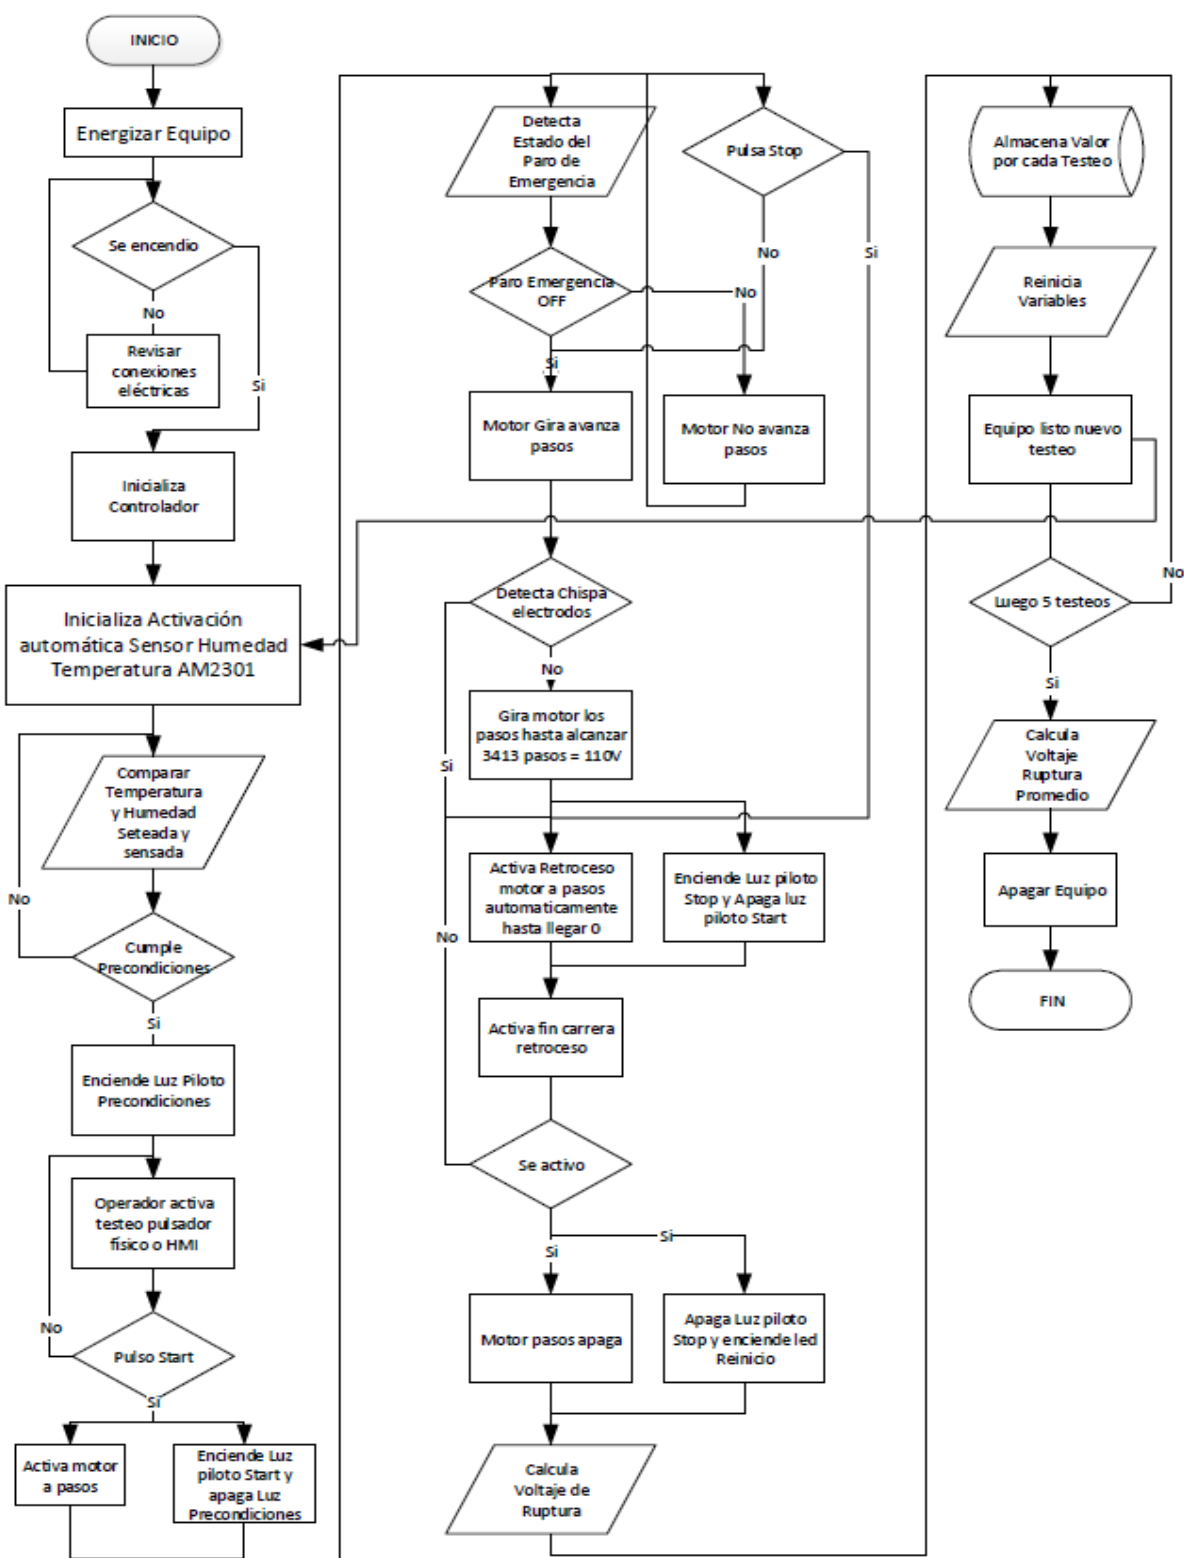 INICIO
Energizar Equipo
Se encendio
No
Revisar
conexiones
eléctricas
Si
Inicializa
Controlador
Inicializa Activación
automática Sensor Humedad
Temperatura AM2301
Comparar
Temperatura
y Humedad
Seteada y
sensada
No
Cumple
Precondiciones
Si
Enciende Luz Piloto
Precondiciones
Operador activa
testeo pulsador
físico o HMI
No
Pulso Start
Si
Activa motor
a pasos
Enciende Luz
piloto Start y
apaga Luz
Precondiciones
Detecta
Estado del
Paro de
Emergencia
Pulsa Stop
No
Si
Paro Emergencia
OFF
No
Si
Motor Gira avanza
pasos
Motor No avanza
pasos
Detecta Chispa
electrodos
No
Si
Gira motor los
pasos hasta alcanzar
3413 pasos = 110V
Activa Retroceso
motor a pasos
automaticamente
hasta llegar 0
Enciende Luz piloto
Stop y Apaga luz
piloto Start
No
Activa fin carrera
retroceso
Se activo
Si
Si
Motor pasos apaga
Apaga Luz piloto
Stop y enciende led
Reinicio
Calcula
Voltaje de
Ruptura
Almacena Valor
por cada Testeo
Reinicia
Variables
Equipo listo nuevo
testeo
No
Luego 5 testeos
Si
Calcula
Voltaje
Ruptura
Promedio
Apagar Equipo
FIN